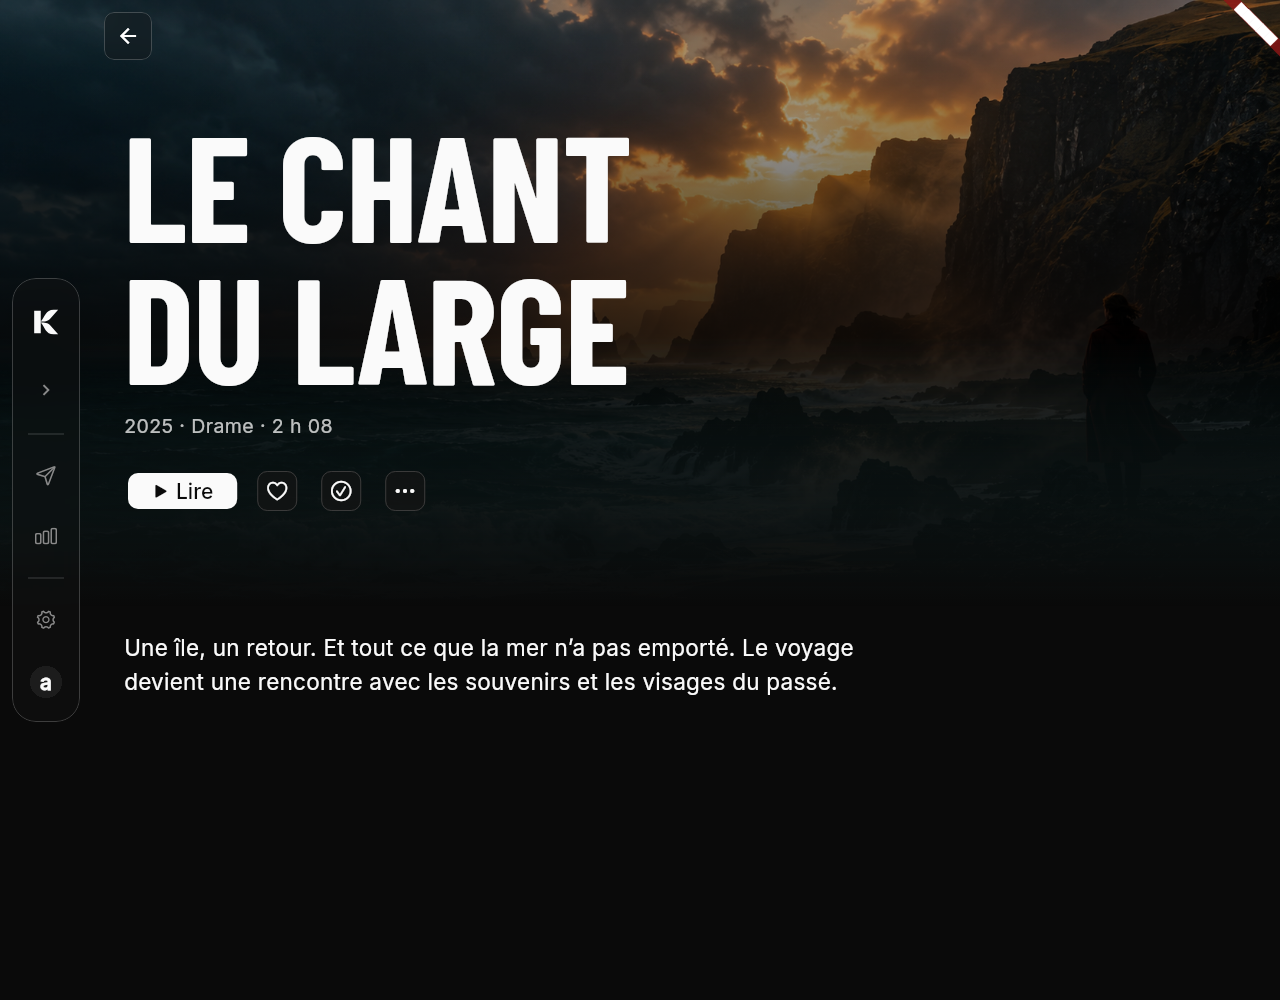 LE CHANT
DU LARGE
K
2025 · Drame · 2 h 08
Lire
a
Une île, un retour. Et tout ce que la mer n’a pas emporté. Le voyage
devient une rencontre avec les souvenirs et les visages du passé.